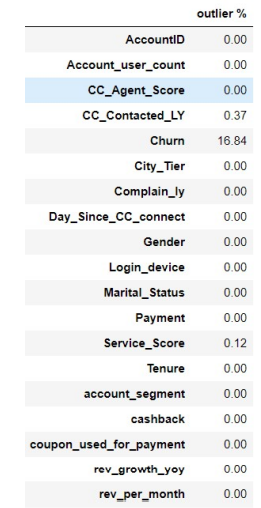 outlier %
AccountID 0.00
Account_user_count 0.00
CC_Agent_Score 0.00
CC_Contacted_LY 0.37
Churn 16.84
City_Tier 0.00
Complain_ly 0.00
Day_Since_CC_connect 0.00
Gender 0.00
Login_device 0.00
Marital_Status 0.00
Payment 0.00
Service_Score 0.12
Tenure 0.00
account_segment 0.00
cashback 0.00
coupon_used_for_payment 0.00
rev_growth_yoy 0.00
rev_per_month 0.00